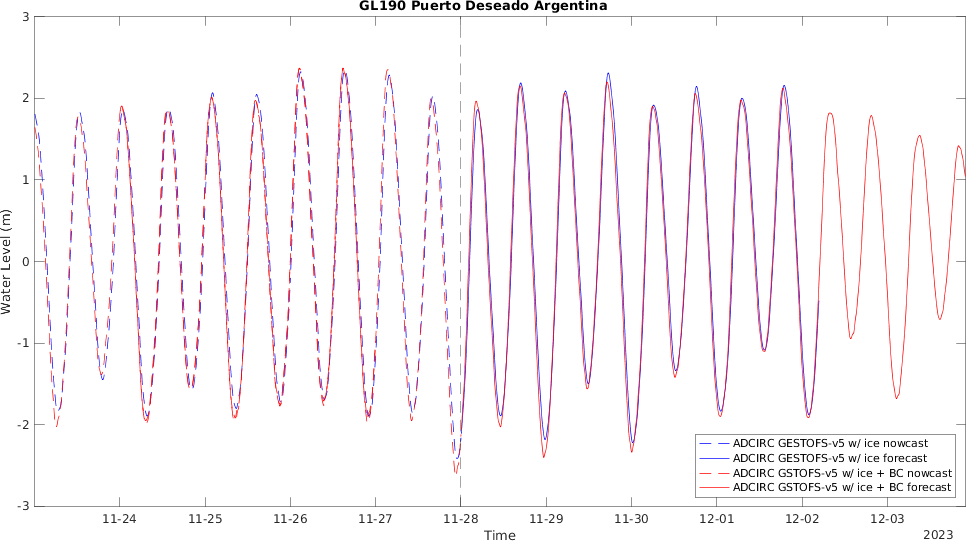 GL190 Puerto Deseado Argentina
3
2
1
0
-1
-2
-3
Water Level (m)
11-24 11-25 11-26 11-27 11-28 11-29 11-30 12-01 12-02 12-03
Time
2023
ADCIRC GESTOFS-v5 w/ ice nowcast
ADCIRC GESTOFS-v5 w/ ice forecast
ADCIRC GSTOFS-v5 w/ ice + BC nowcast
ADCIRC GSTOFS-v5 w/ ice + BC forecast